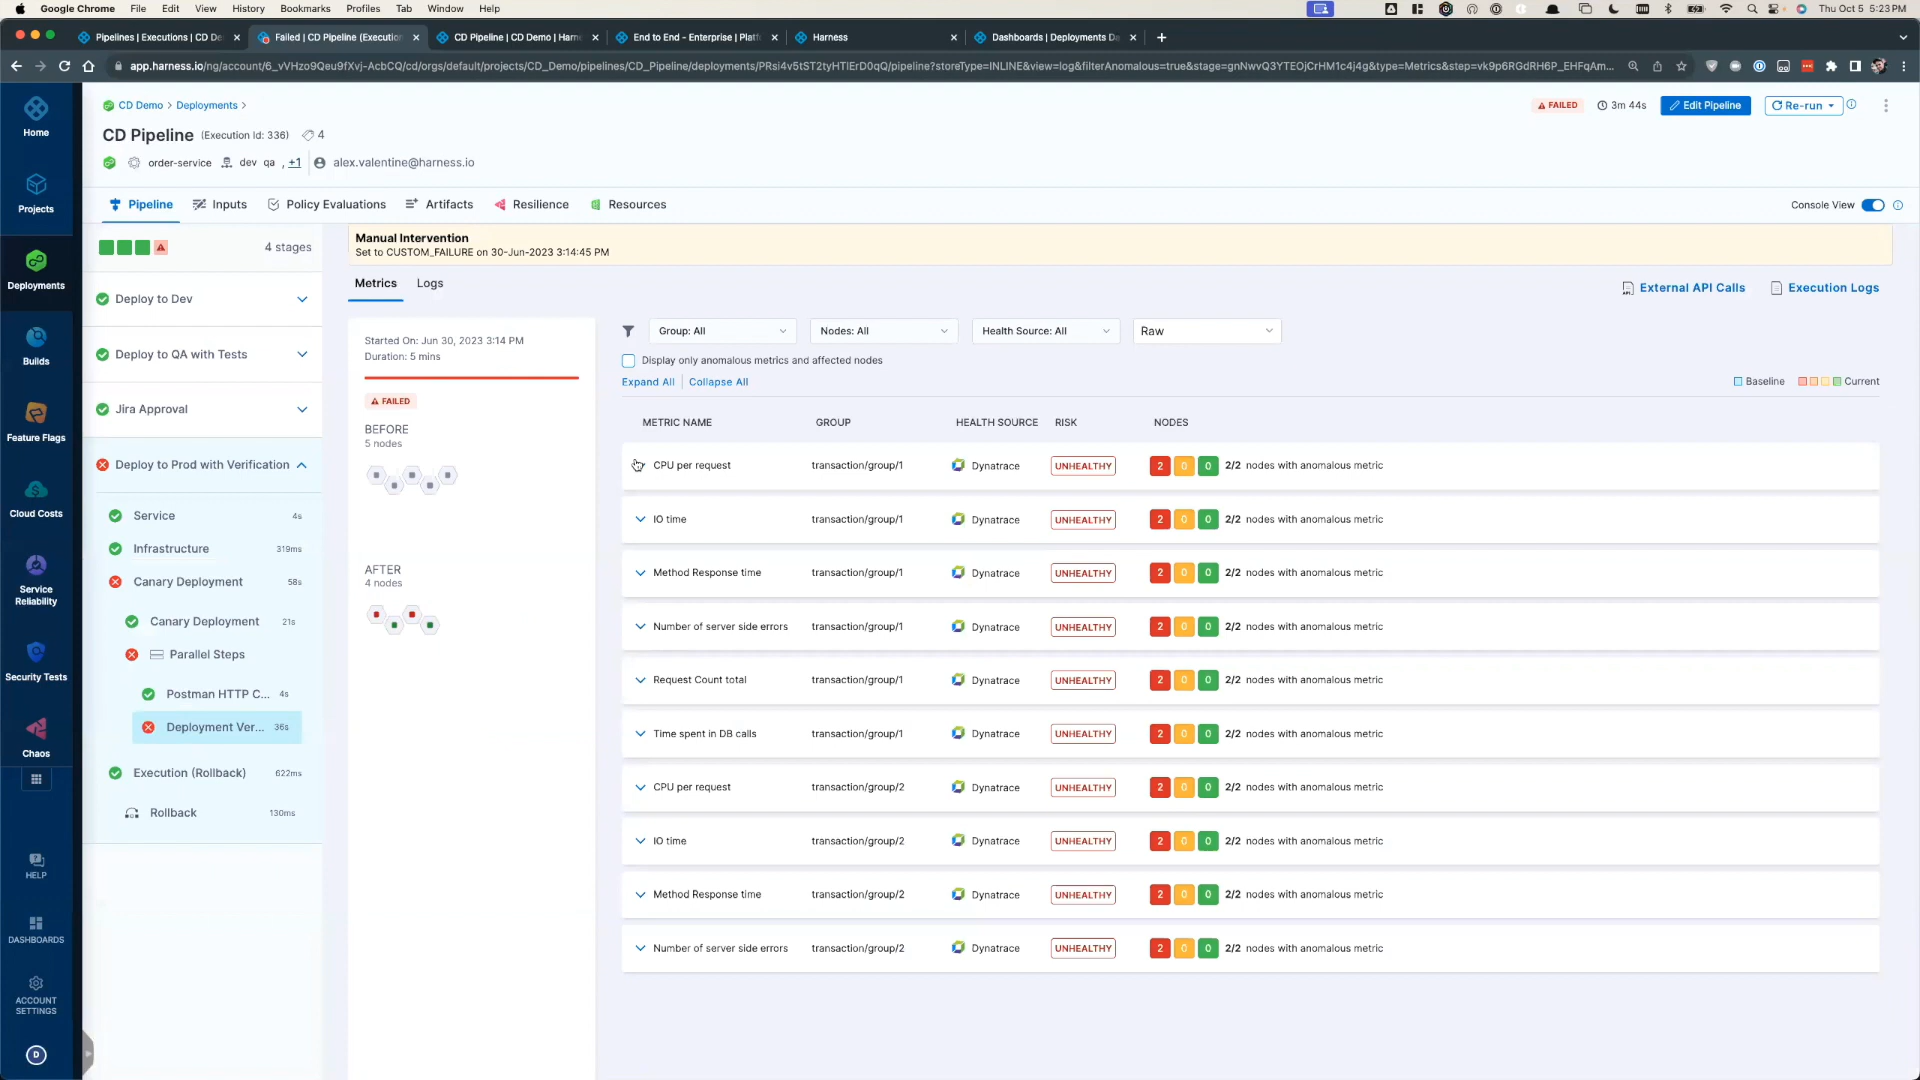 Google Chrome File Edit View History Bookmarks Profiles Tab Window Help
Thu Oct 5 5:23 PM
Pipelines | Executions | CD De
Failed | CD Pipeline (Execution
CD Pipeline | CD Demo | Harn
End to End - Enterprise | Platf
Harness
Dashboards | Deployments Da
app.harness.io/ng/account/6_vVHzo9Qeu9fXvj-AcbCQ/cd/orgs/default/projects/CD_Demo/pipelines/CD_Pipeline/deployments/PRsi4v5tST2tyHTlErD0qQ/pipeline?storeType=INLINE&view=log&filterAnomalous=true&stage=gnNwvQ3YTEOjCrHM1c4j4g&type=Metrics&step=vk9p6RGdRH6P_EHFqAm...
Home
Projects
Deployments
Builds
Feature Flags
Cloud Costs
Service
Reliability
Security Tests
Chaos
HELP
DASHBOARDS
ACCOUNT
SETTINGS
D
CD Demo > Deployments >
FAILED
3m 44s
Edit Pipeline
Re-run
CD Pipeline (Execution Id: 336) 4
order-service dev qa , +1 alex.valentine@harness.io
Pipeline Inputs Policy Evaluations Artifacts Resilience Resources
Console View
4 stages
Deploy to Dev
Deploy to QA with Tests
Jira Approval
Deploy to Prod with Verification
Service 4s
Infrastructure 319ms
Canary Deployment 58s
Canary Deployment 21s
Parallel Steps
Postman HTTP C... 4s
Deployment Ver... 36s
Execution (Rollback) 622ms
Rollback 130ms
Manual Intervention
Set to CUSTOM_FAILURE on 30-Jun-2023 3:14:45 PM
Metrics Logs
External API Calls Execution Logs
Started On: Jun 30, 2023 3:14 PM
Duration: 5 mins
FAILED
BEFORE
5 nodes
AFTER
4 nodes
Group: All Nodes: All Health Source: All Raw
Display only anomalous metrics and affected nodes
Expand All Collapse All
Baseline Current
METRIC NAME GROUP HEALTH SOURCE RISK NODES
CPU per request transaction/group/1 Dynatrace UNHEALTHY 2 0 0 2/2 nodes with anomalous metric
IO time transaction/group/1 Dynatrace UNHEALTHY 2 0 0 2/2 nodes with anomalous metric
Method Response time transaction/group/1 Dynatrace UNHEALTHY 2 0 0 2/2 nodes with anomalous metric
Number of server side errors transaction/group/1 Dynatrace UNHEALTHY 2 0 0 2/2 nodes with anomalous metric
Request Count total transaction/group/1 Dynatrace UNHEALTHY 2 0 0 2/2 nodes with anomalous metric
Time spent in DB calls transaction/group/1 Dynatrace UNHEALTHY 2 0 0 2/2 nodes with anomalous metric
CPU per request transaction/group/2 Dynatrace UNHEALTHY 2 0 0 2/2 nodes with anomalous metric
IO time transaction/group/2 Dynatrace UNHEALTHY 2 0 0 2/2 nodes with anomalous metric
Method Response time transaction/group/2 Dynatrace UNHEALTHY 2 0 0 2/2 nodes with anomalous metric
Number of server side errors transaction/group/2 Dynatrace UNHEALTHY 2 0 0 2/2 nodes with anomalous metric